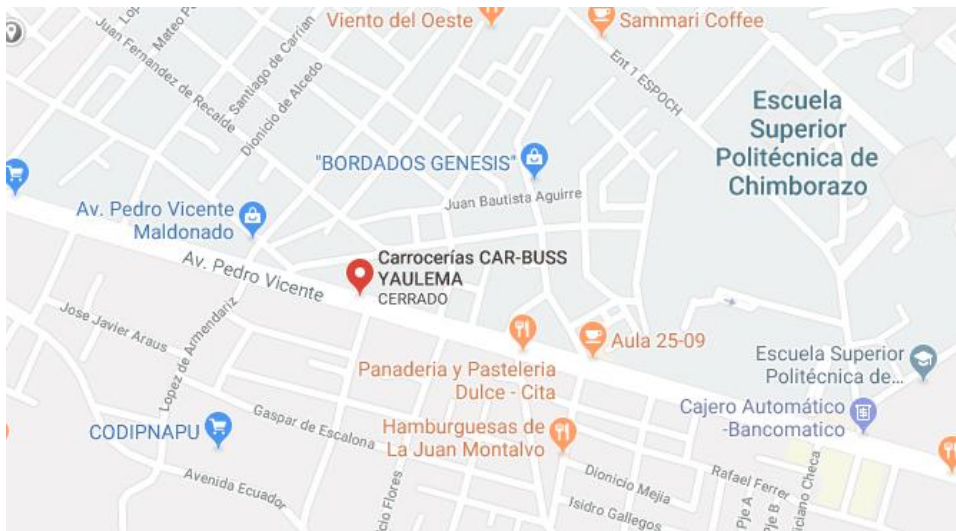 Viento del Oeste
Sammari Coffee
Mateo
Juan Fernandez de Recalde
Santiago de Carrian
Dionicio de Alcedo
Ent 1 ESPOCH
Escuela
Superior
Politécnica de
Chimborazo
"BORDADOS GENESIS"
Juan Bautista Aguirre
Av. Pedro Vicente
Maldonado
Av. Pedro Vicente
Carrocerías CAR-BUSS
YAULEMA
CERRADO
Jose Javier Araus
Lopez de Armendariz
Aula 25-09
Panaderia y Pasteleria
Dulce - Cita
Escuela Superior
Politécnica de...
Cajero Automático
-Bancomatico
CODIPNAPU
Gaspar de Escalona
Hamburguesas de
La Juan Montalvo
Avenida Ecuador
cio Flores
Dionicio Mejia
Rafael Ferrer
Isidro Gallegos
Pje A
Pje B
ciano Checa